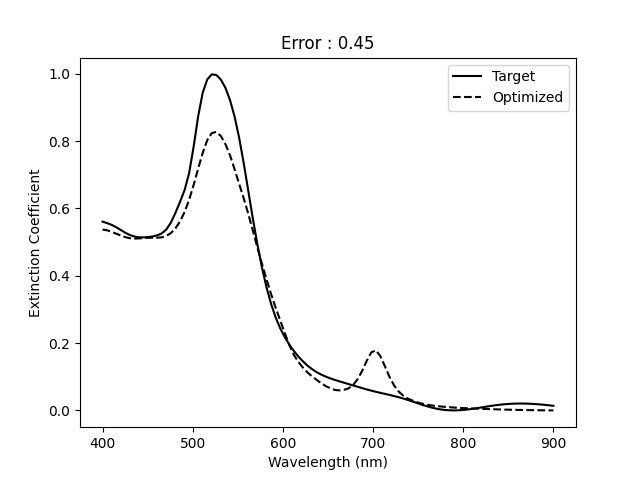 Error : 0.45
Target
Optimized
1.0
0.8
0.6
0.4
0.2
0.0
Extinction Coefficient
400 500 600 700 800 900
Wavelength (nm)